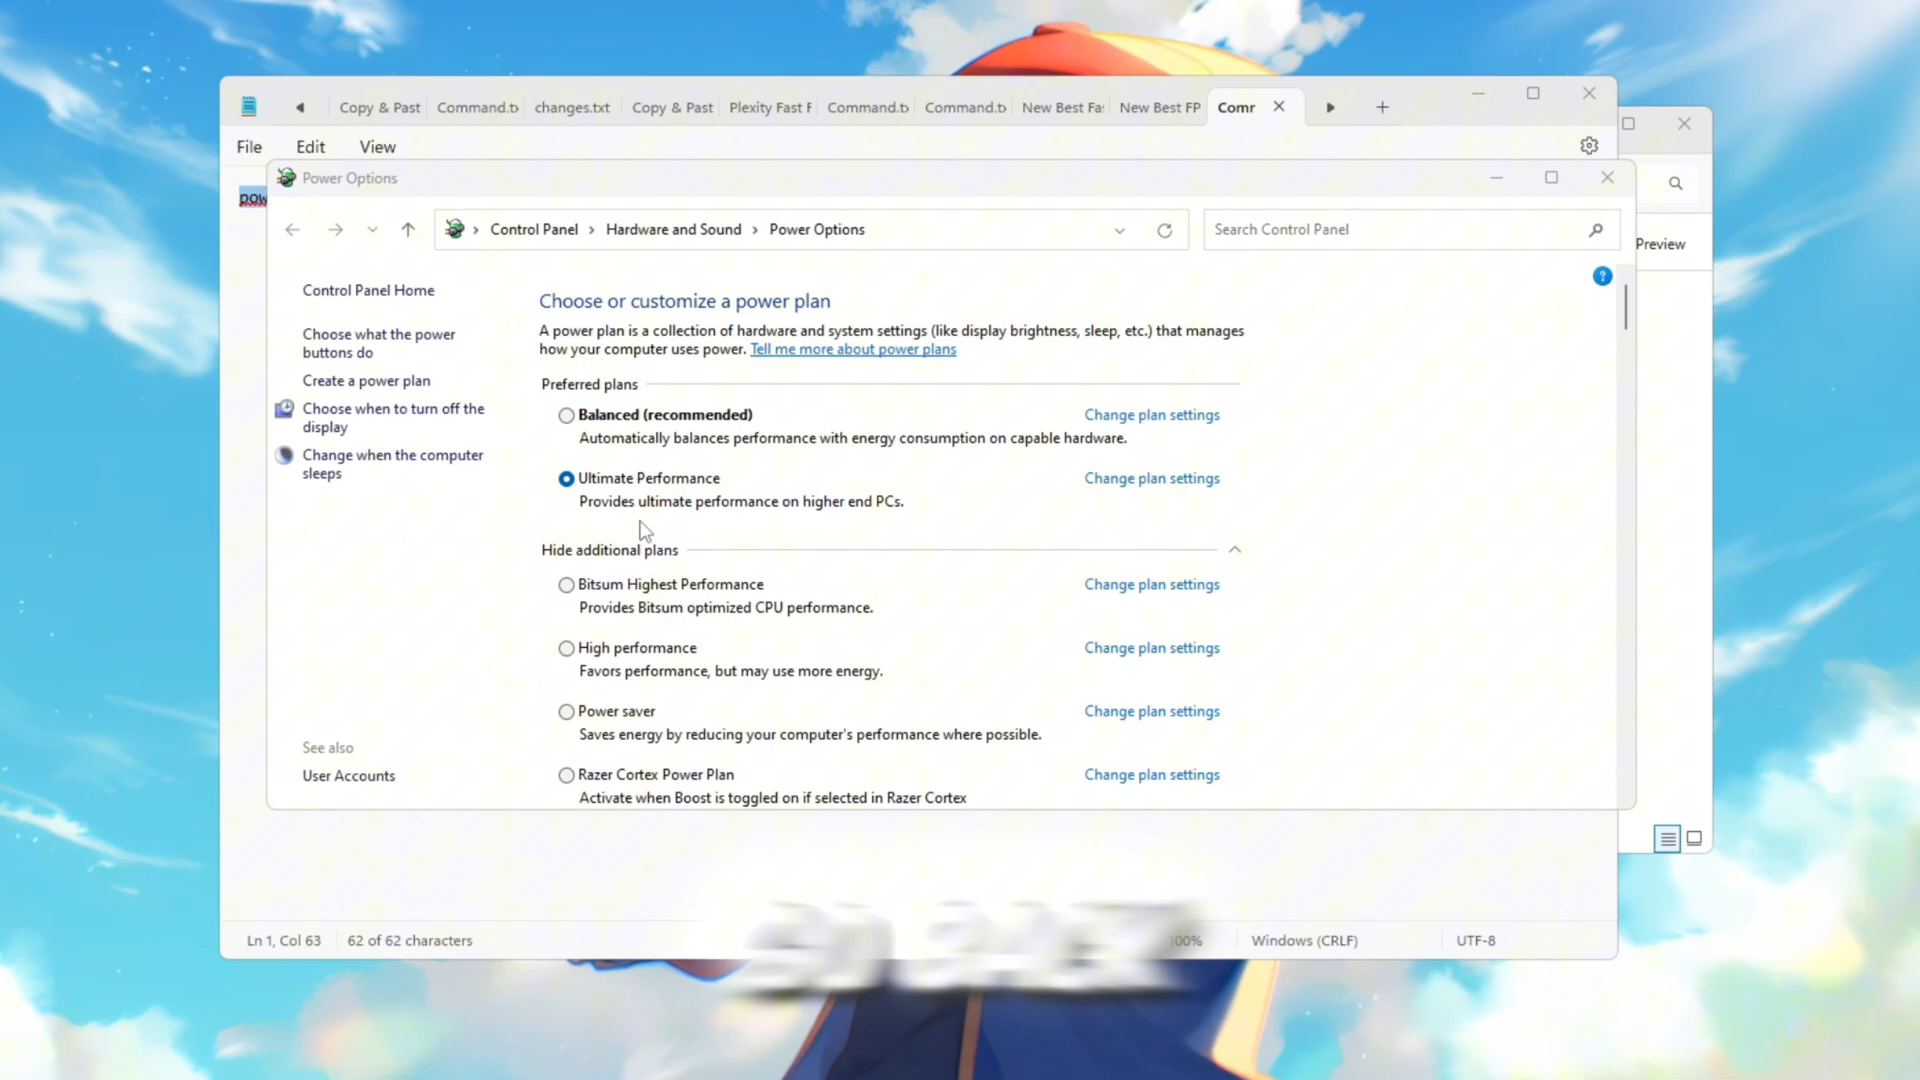 Copy & Past
Command.t
changes.txt
Copy & Past
Plexity Fast F
Command.t
Command.t
New Best Fa
New Best FP
Comr
File
Edit
View
pow
Power Options
Control Panel
Hardware and Sound
Power Options
Search Control Panel
Preview
Control Panel Home
Choose what the power
buttons do
Create a power plan
Choose when to turn off the
display
Change when the computer
sleeps
See also
User Accounts
Choose or customize a power plan
A power plan is a collection of hardware and system settings (like display brightness, sleep, etc.) that manages
how your computer uses power. Tell me more about power plans
Preferred plans
Balanced (recommended)
Change plan settings
Automatically balances performance with energy consumption on capable hardware.
Ultimate Performance
Change plan settings
Provides ultimate performance on higher end PCs.
Hide additional plans
Bitsum Highest Performance
Change plan settings
Provides Bitsum optimized CPU performance.
High performance
Change plan settings
Favors performance, but may use more energy.
Power saver
Change plan settings
Saves energy by reducing your computer's performance where possible.
Razer Cortex Power Plan
Change plan settings
Activate when Boost is toggled on if selected in Razer Cortex
Ln 1, Col 63
62 of 62 characters
100%
Windows (CRLF)
UTF-8